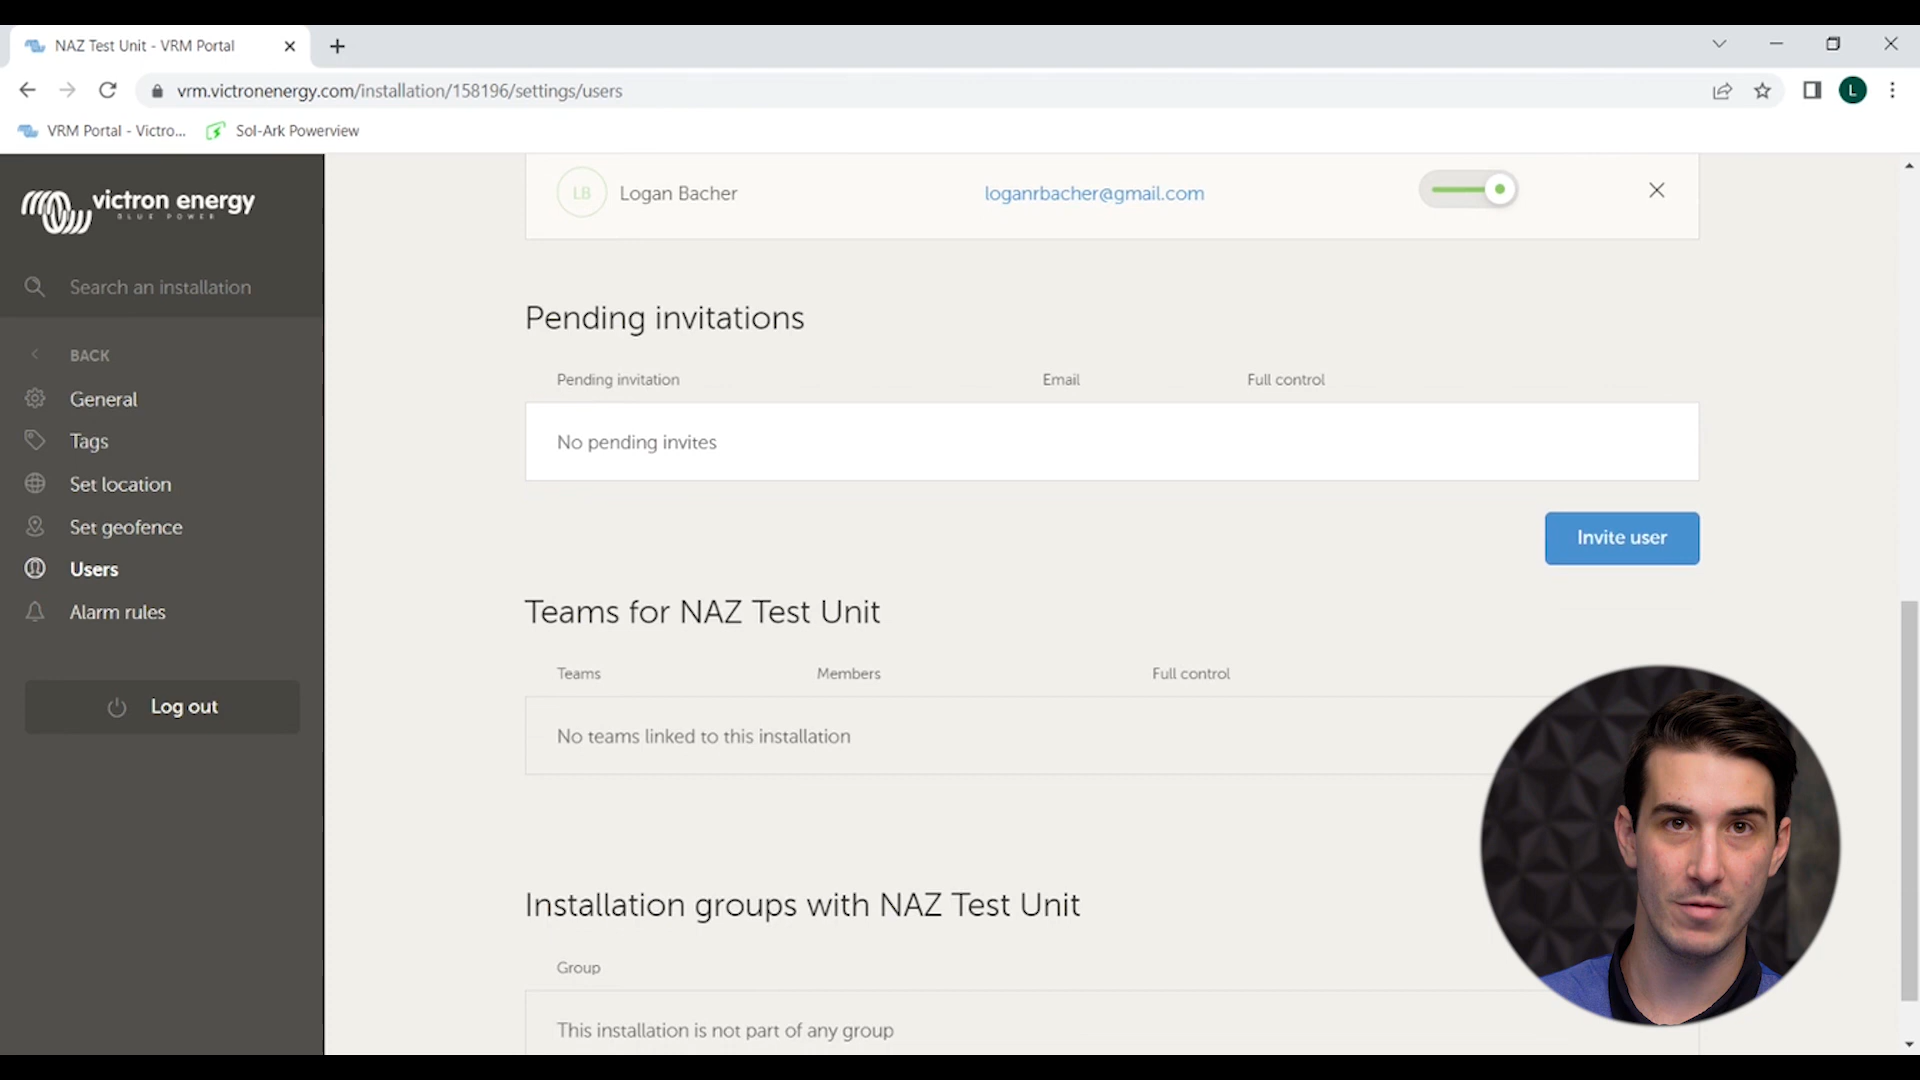 NAZ Test Unit - VRM Portal
vrm.victronenergy.com/installation/158196/settings/users
L
VRM Portal - Victro...
Sol-Ark Powerview
victron energy
BLUE POWER
Search an installation
BACK
General
Tags
Set location
Set geofence
Users
Alarm rules
Log out
LB Logan Bacher loganrbacher@gmail.com
Pending invitations
Pending invitation Email Full control
No pending invites
Invite user
Teams for NAZ Test Unit
Teams Members Full control
No teams linked to this installation
Installation groups with NAZ Test Unit
Group
This installation is not part of any group